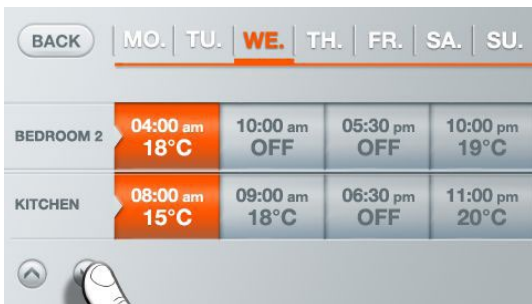 BACK MO. TU. WE. TH. FR. SA. SU.
BEDROOM 2 04:00 am 10:00 am 05:30 pm 10:00 pm
18°C OFF OFF 19°C
KITCHEN 08:00 am 09:00 am 06:30 pm 11:00 pm
15°C 18°C OFF 20°C